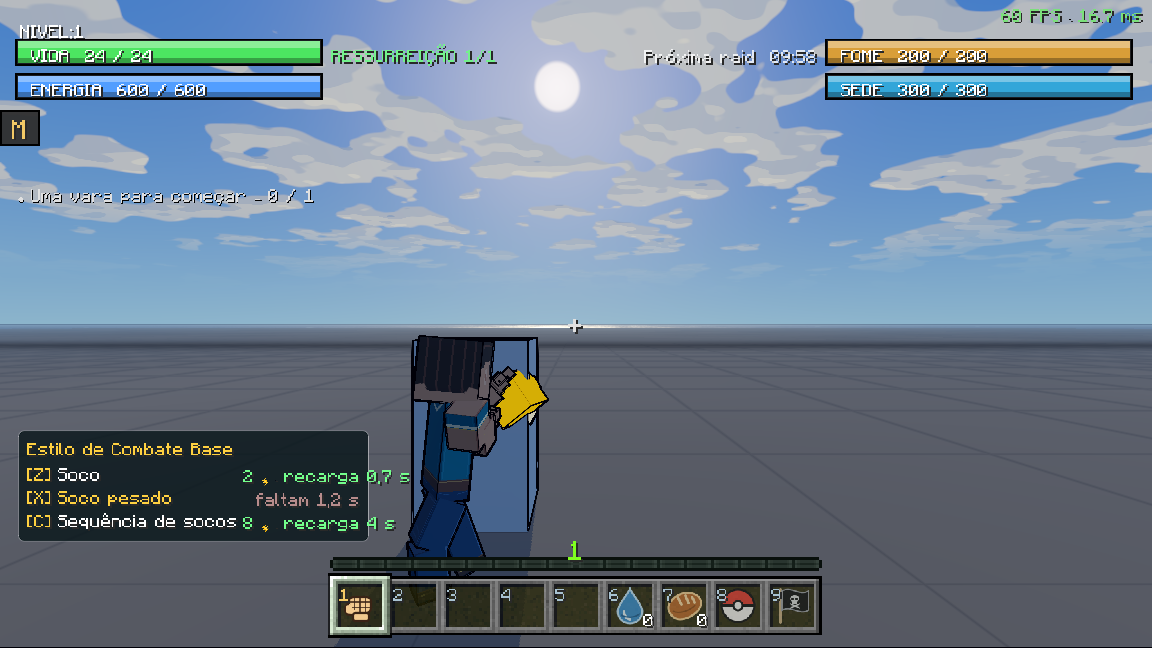 60 FPS - 16.7 ms
NIVEL:1
VIDA 24 / 24
RESSURREIÇÃO 1/1
Próxima raid 09:58
FOME 200 / 200
ENERGIA 600 / 600
SEDE 300 / 300
M
Uma vara para começar - 0 / 1
Estilo de Combate Base
[Z] Soco 2 recarga 0,7 s
[X] Soco pesado faltam 1,2 s
[C] Sequência de socos 8 recarga 4 s
1
1 2 3 4 5 6 7 8 9
0 0